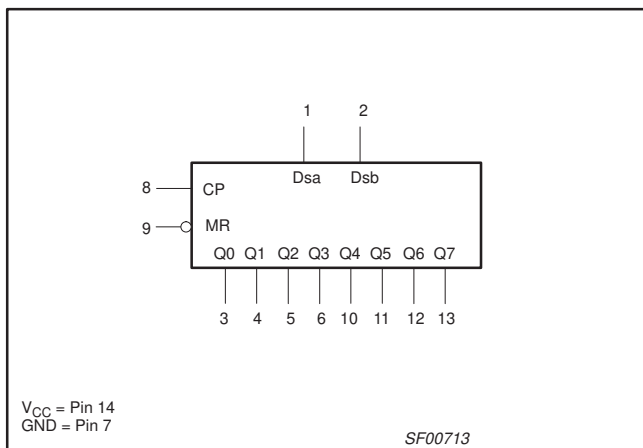 1 2
Dsa Dsb
8 CP
9 MR
Q0 Q1 Q2 Q3 Q4 Q5 Q6 Q7
3 4 5 6 10 11 12 13
VCC = Pin 14
GND = Pin 7
SF00713